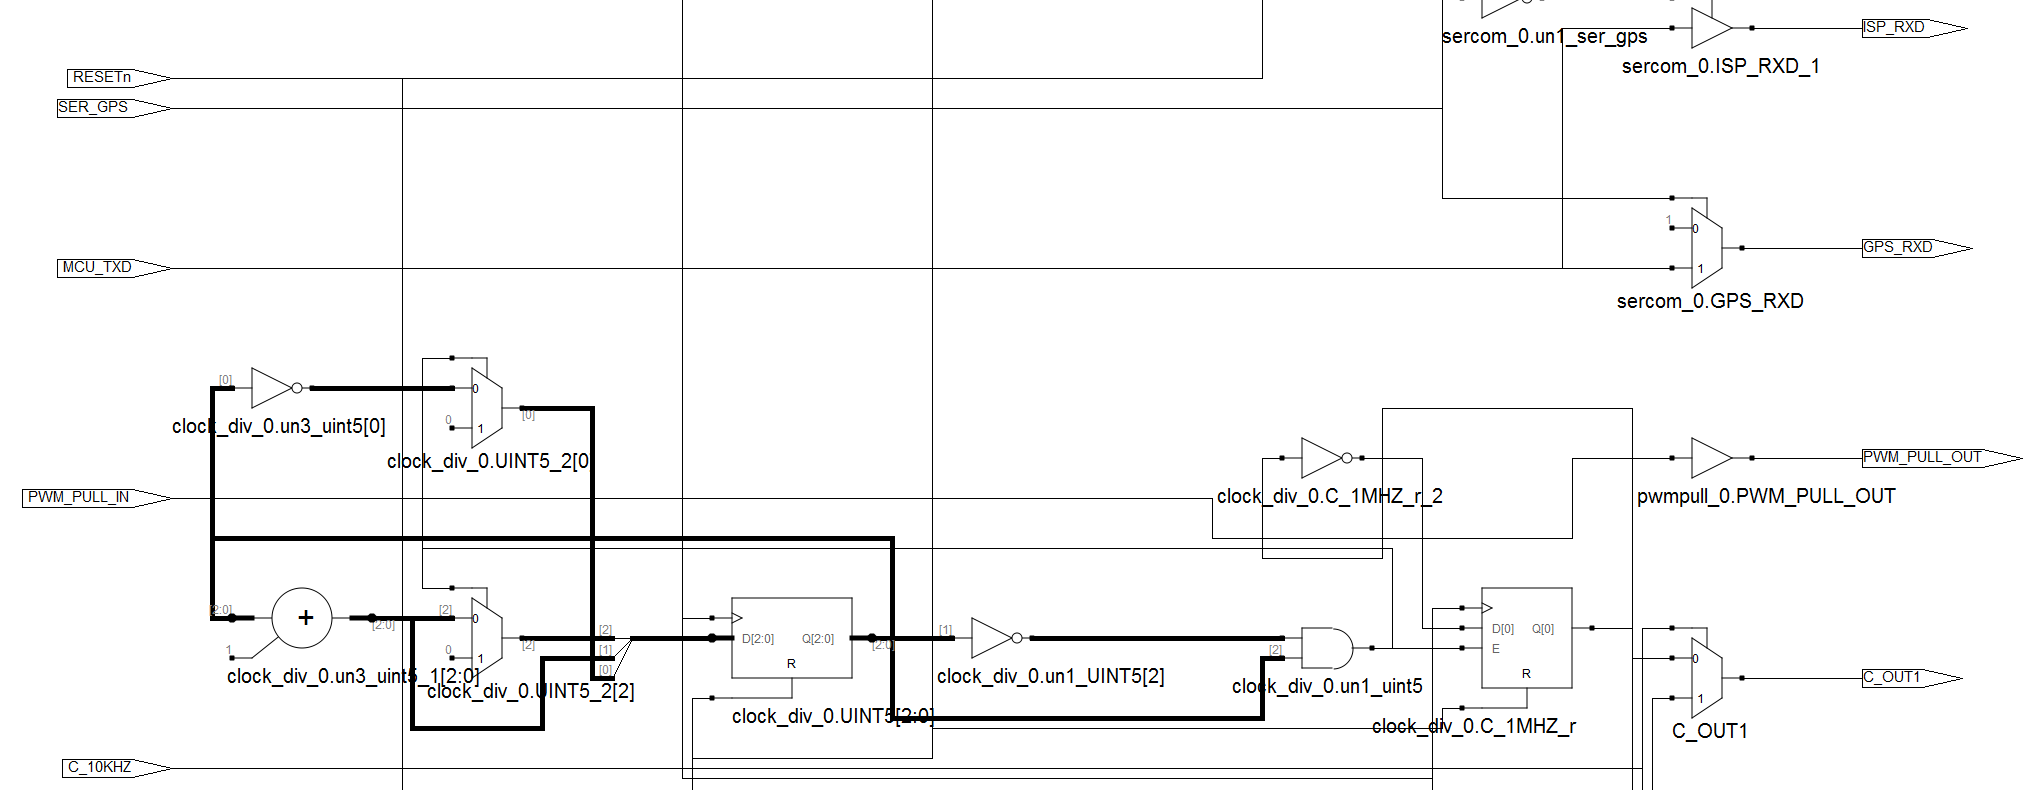 ISP_RXD
sercom_0.un1_ser_gps
sercom_0.ISP_RXD_1
RESETn
SER_GPS
1
0
GPS_RXD
MCU_TXD
1
sercom_0.GPS_RXD
[0]
0
clock_div_0.un3_uint5[0]
[0]
0
1
clock_div_0.UINT5_2[0
PWM_PULL_OUT
PWM_PULL_IN
clock_div_0.C_1MHZ_r_2
pwmpull_0.PWM_PULL_OUT
[2:0]
+
[2:0]
[2]
0
[2]
0
1
1
[2]
[1]
[0]
D[2:0]
Q[2:0]
R
[2:0]
[1]
[2]
D[0]
Q[0]
E
R
0
1
C_OUT1
clock_div_0.un3_uint5_1[2:0]
clock_div_0.UINT5_2[2]
clock_div_0.un1_UINT5[2]
clock_div_0.un1_uint5
clock_div_0.UINT5[2:0]
clock_div_0.C_1MHZ_r
C_OUT1
C_10KHZ